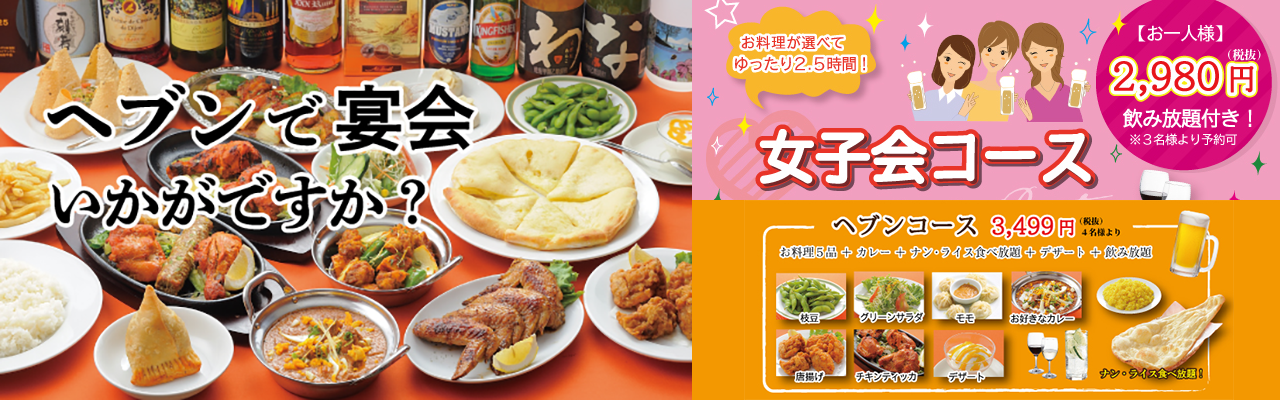 ヘブンで宴会
いかがですか？
わ
な
KINGFISHER
お料理が選べて
ゆったり2.5時間！
【お一人様】
(税抜)
2,980円
飲み放題付き！
※３名様より予約可
女子会コース
ヘブンコース 3,499円 (税抜) ４名様より
お料理５品 ＋ カレー ＋ ナン・ライス食べ放題 ＋ デザート ＋ 飲み放題
枝豆
グリーンサラダ
モモ
お好きなカレー
唐揚げ
チキンティッカ
デザート
ナン・ライス食べ放題！